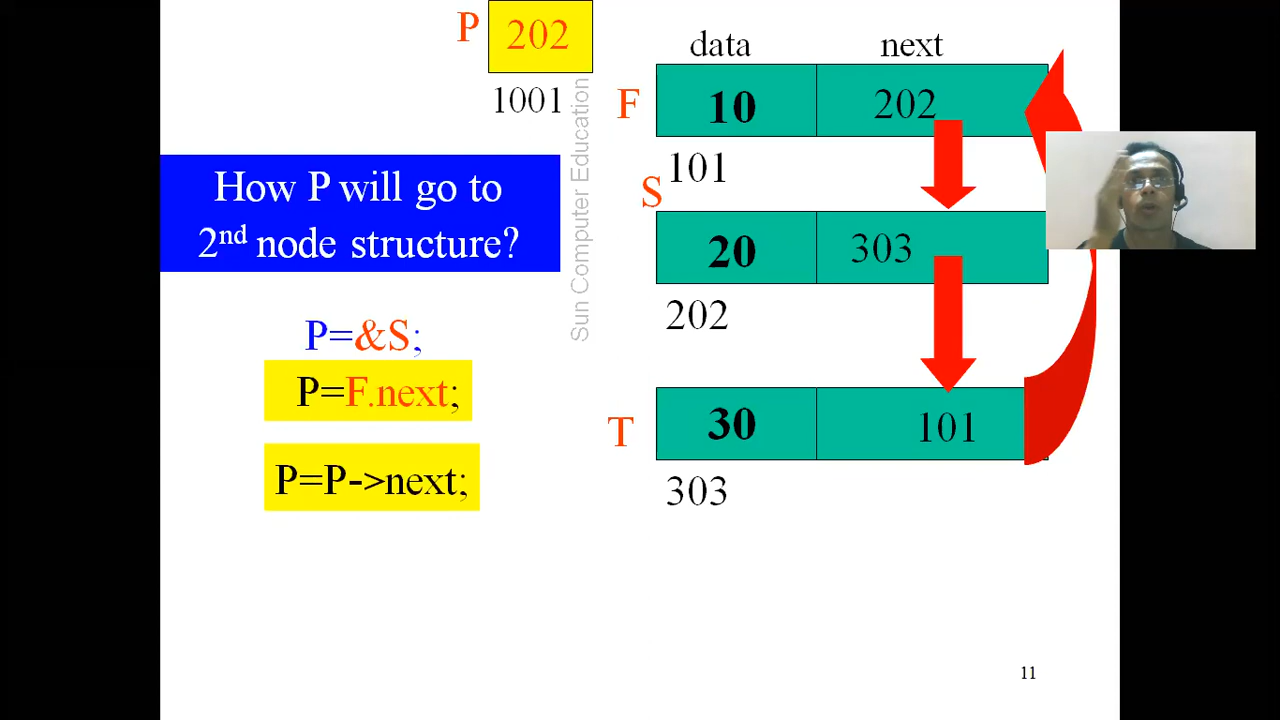 P 202
1001
data next
F 10 202
101
S
20 303
202
T 30 101
303
How P will go to
2nd node structure?
P=&S;
P=F.next;
P=P->next;
Sun Computer Education
11